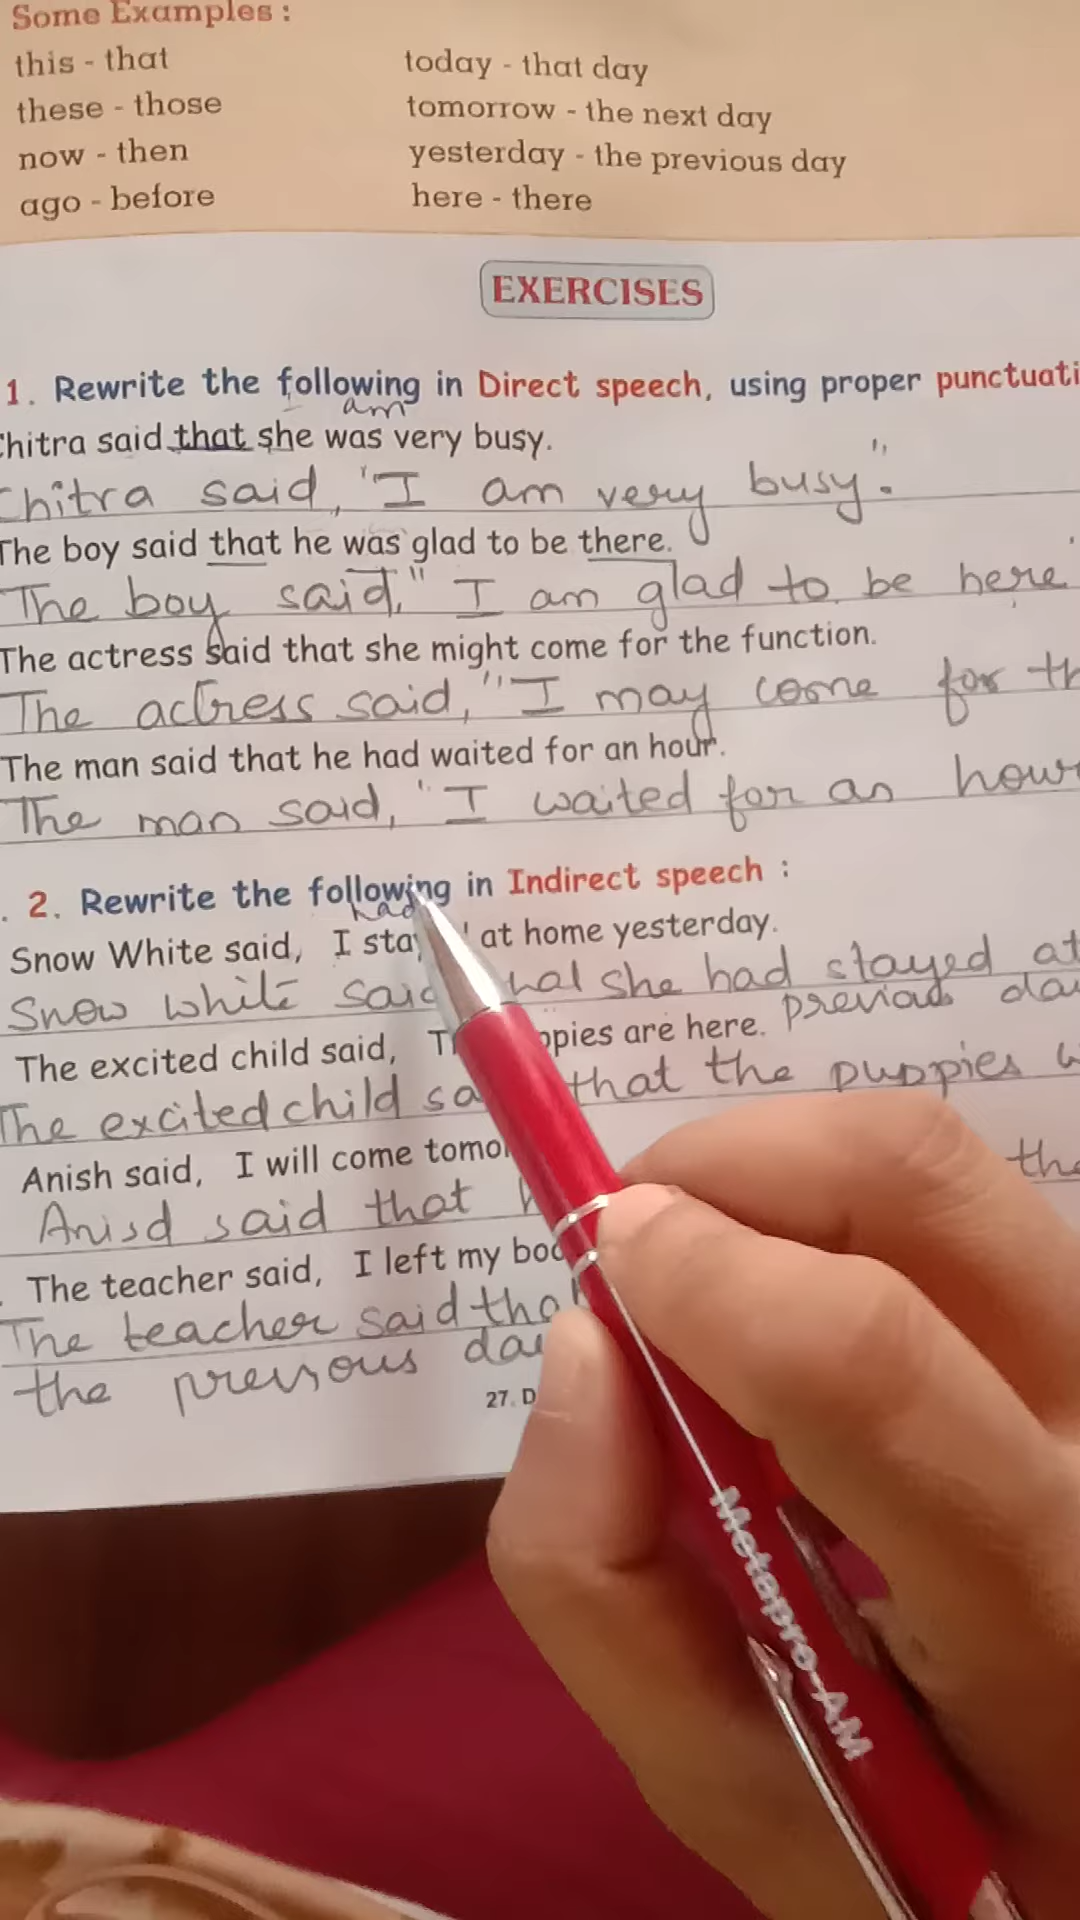 Some Examples :
this - that today - that day
these - those tomorrow - the next day
now - then yesterday - the previous day
ago - before here - there
EXERCISES
1. Rewrite the following in Direct speech, using proper punctuati
am
Chitra said that she was very busy.
Chitra said, "I am very busy."
The boy said that he was glad to be there.
The boy said, " I am glad to be here
The actress said that she might come for the function.
The actress said, "I may come for th
The man said that he had waited for an hour.
The man said, "I waited for an hour
2. Rewrite the following in Indirect speech :
had
Snow White said, I sta at home yesterday.
Snow white said she had stayed at
previous da
The excited child said, are here.
The excited child sa that the puppies w
Anish said, I will come tomo
the
Anisd said that
The teacher said, I left my boo
The teacher said tha
the previous da
27. D
Metapro-AM